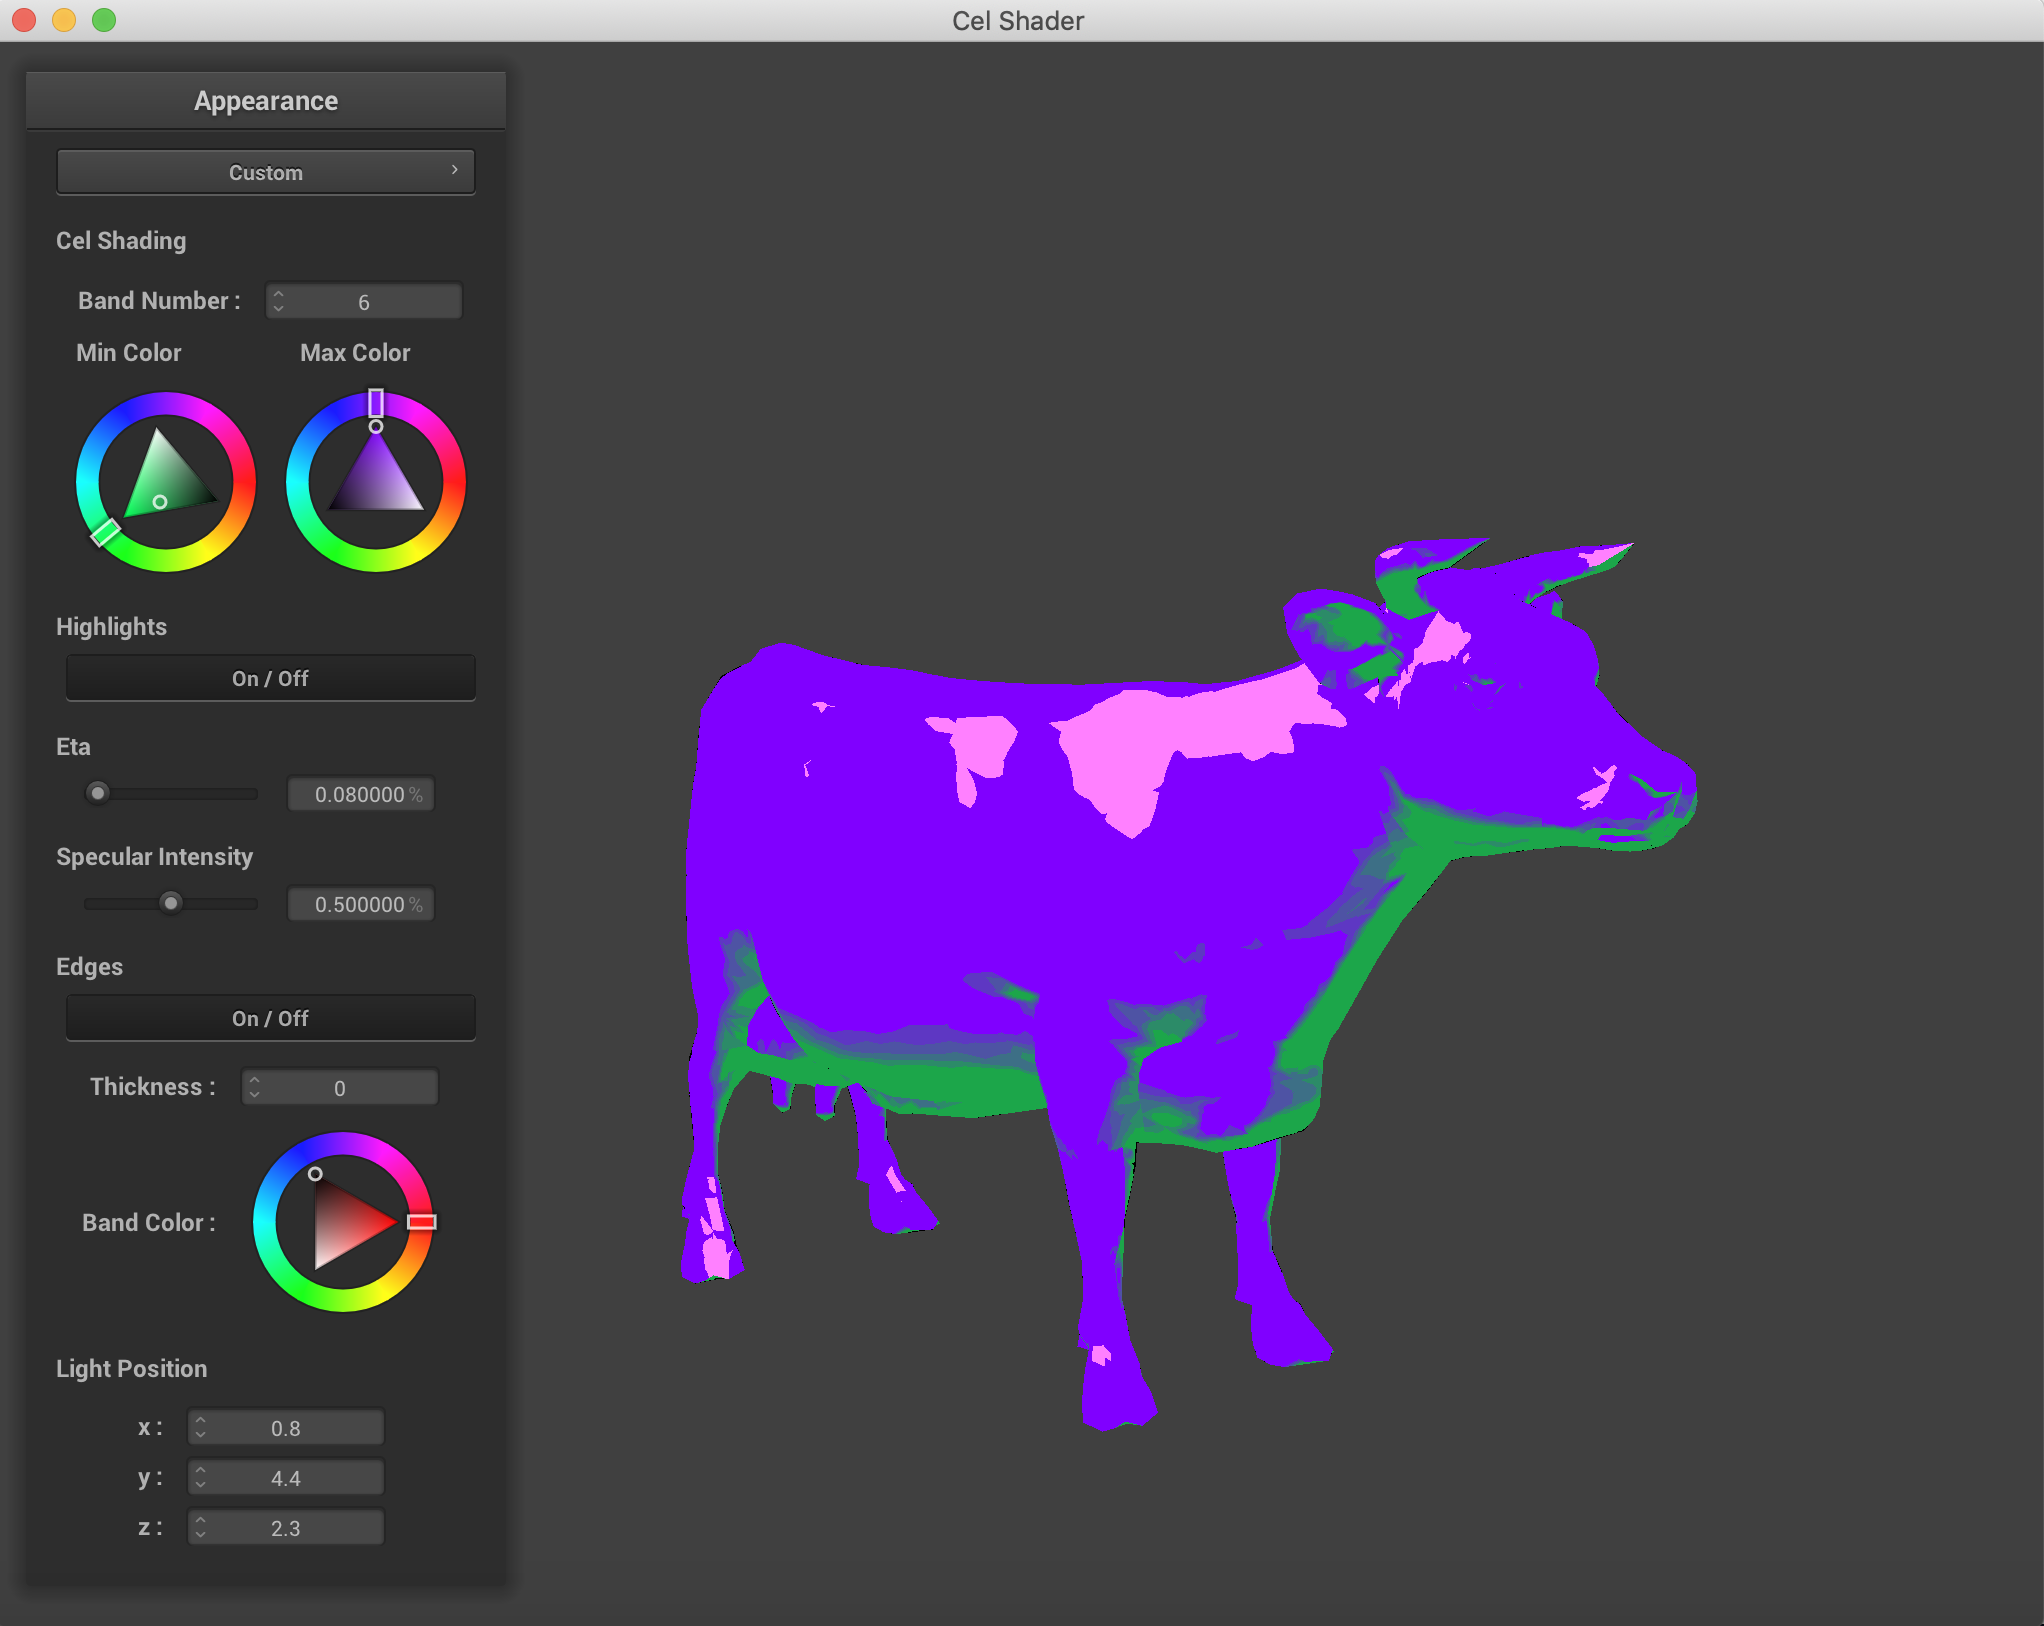 Cel Shader
Appearance
Custom
Cel Shading
Band Number : 6
Min Color Max Color
Highlights
On / Off
Eta
0.080000 %
Specular Intensity
0.500000 %
Edges
On / Off
Thickness : 0
Band Color :
Light Position
x : 0.8
y : 4.4
z : 2.3